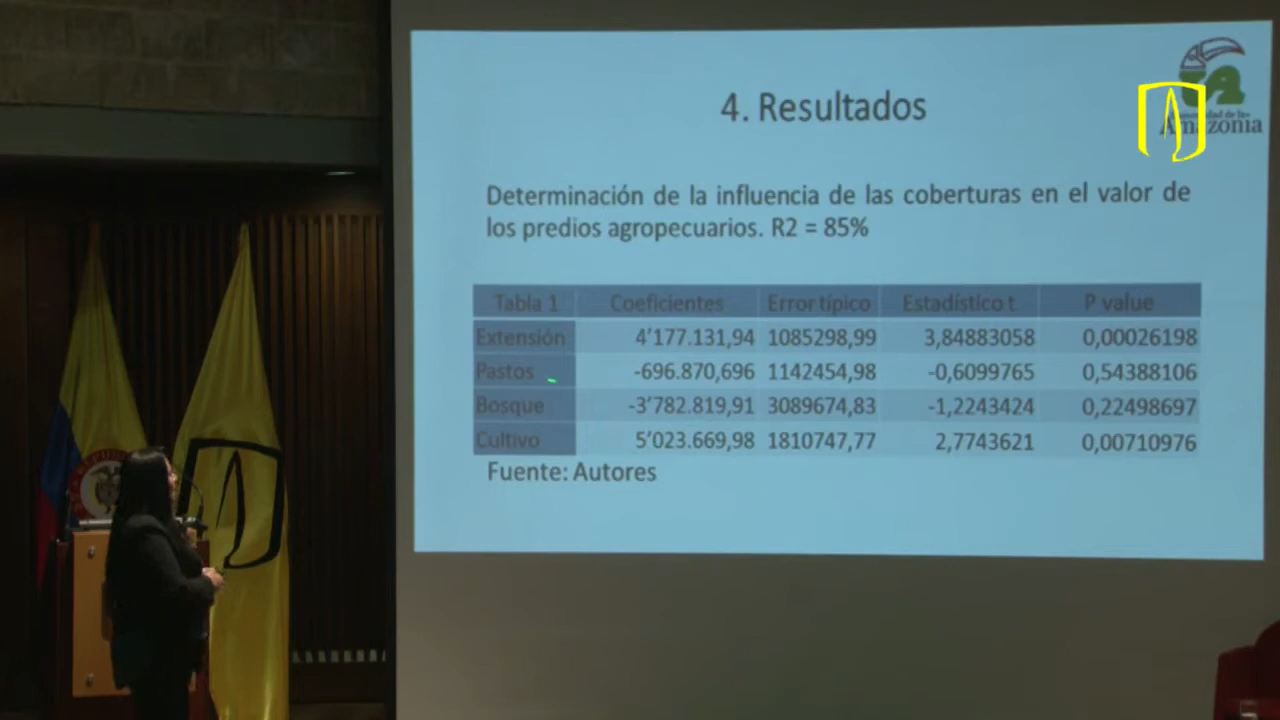 4. Resultados
Universidad de la
Amazonia
Determinación de la influencia de las coberturas en el valor de
los predios agropecuarios. R2 = 85%
Tabla 1 Coeficientes Error típico Estadístico t P value
Extensión 4'177.131,94 1085298,99 3,84883058 0,00026198
Pastos -696.870,696 1142454,98 -0,6099765 0,54388106
Bosque -3'782.819,91 3089674,83 -1,2243424 0,22498697
Cultivo 5'023.669,98 1810747,77 2,7743621 0,00710976
Fuente: Autores